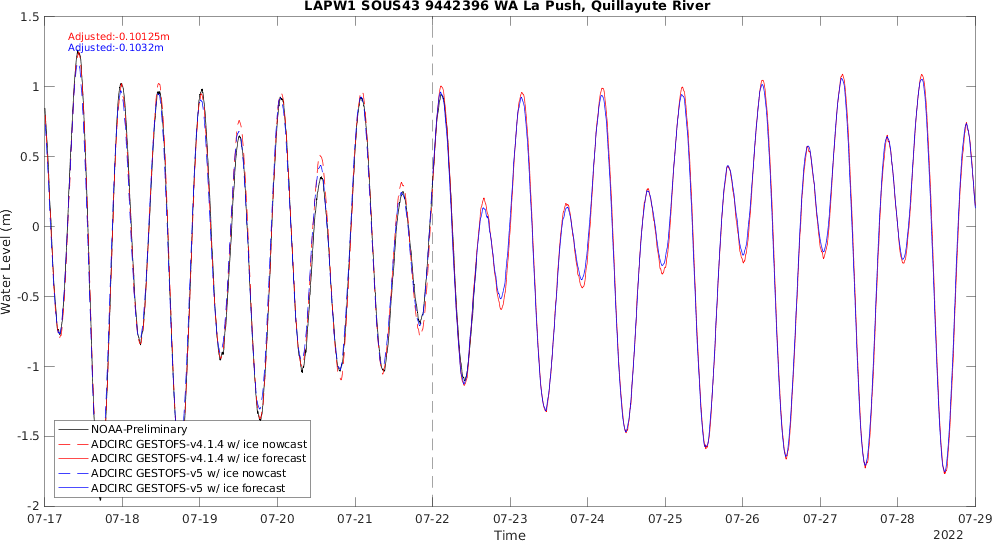 LAPW1 SOUS43 9442396 WA La Push, Quillayute River
Adjusted:-0.10125m
Adjusted:-0.1032m
1.5
1
0.5
0
-0.5
-1
-1.5
-2
Water Level (m)
NOAA-Preliminary
ADCIRC GESTOFS-v4.1.4 w/ ice nowcast
ADCIRC GESTOFS-v4.1.4 w/ ice forecast
ADCIRC GESTOFS-v5 w/ ice nowcast
ADCIRC GESTOFS-v5 w/ ice forecast
07-17 07-18 07-19 07-20 07-21 07-22 07-23 07-24 07-25 07-26 07-27 07-28 07-29
Time
2022